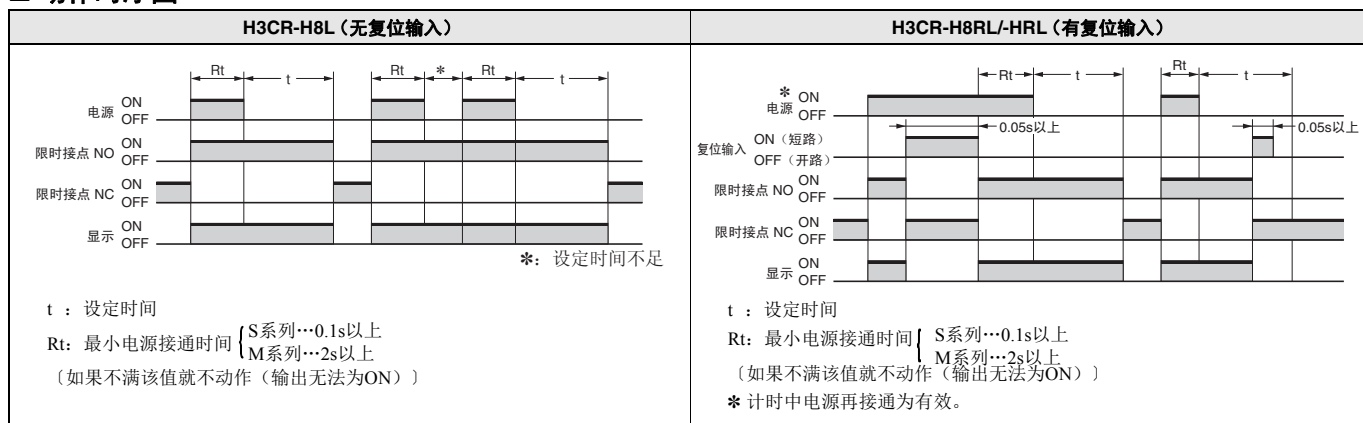 H3CR-H8L（无复位输入）
Rt
t
Rt
*
Rt
t
电源 ON
OFF
限时接点 NO ON
OFF
限时接点 NC ON
OFF
显示 ON
OFF
*：设定时间不足
t ：设定时间
Rt：最小电源接通时间
S系列…0.1s以上
M系列…2s以上
〔如果不满该值就不动作（输出无法为ON）〕
H3CR-H8RL/-HRL（有复位输入）
Rt
t
Rt
t
*
电源 ON
OFF
0.05s以上
0.05s以上
复位输入 ON（短路）
OFF（开路）
限时接点 NO ON
OFF
限时接点 NC ON
OFF
显示 ON
OFF
t ：设定时间
Rt：最小电源接通时间
S系列…0.1s以上
M系列…2s以上
〔如果不满该值就不动作（输出无法为ON）〕
* 计时中电源再接通为有效。